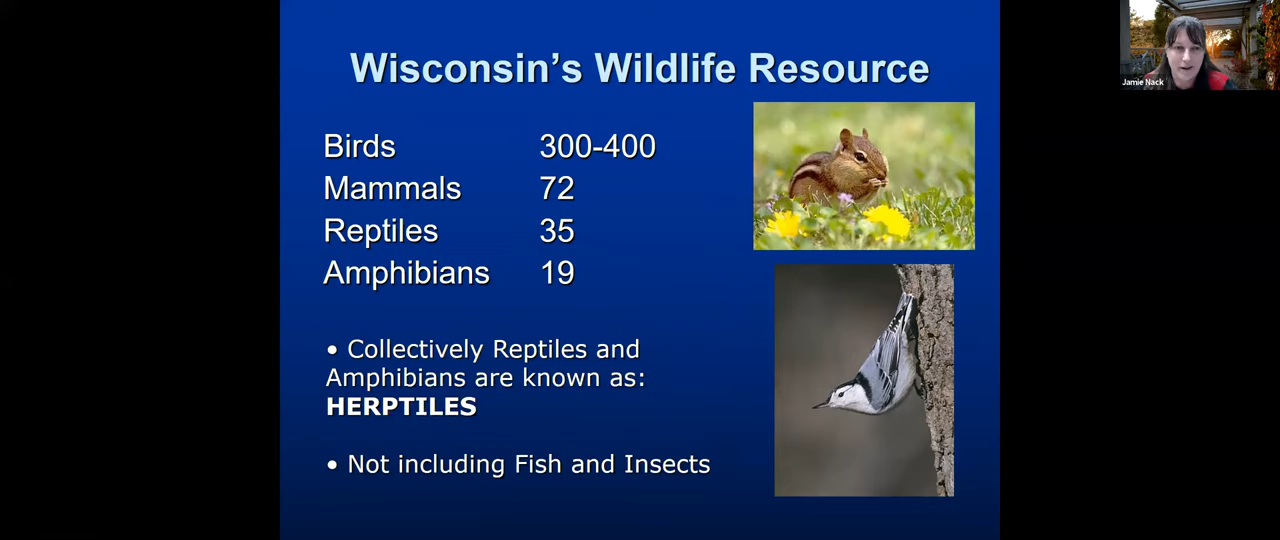 Wisconsin's Wildlife Resource
Birds 300-400
Mammals 72
Reptiles 35
Amphibians 19
• Collectively Reptiles and
Amphibians are known as:
HERPTILES
• Not including Fish and Insects
Jamie Nack